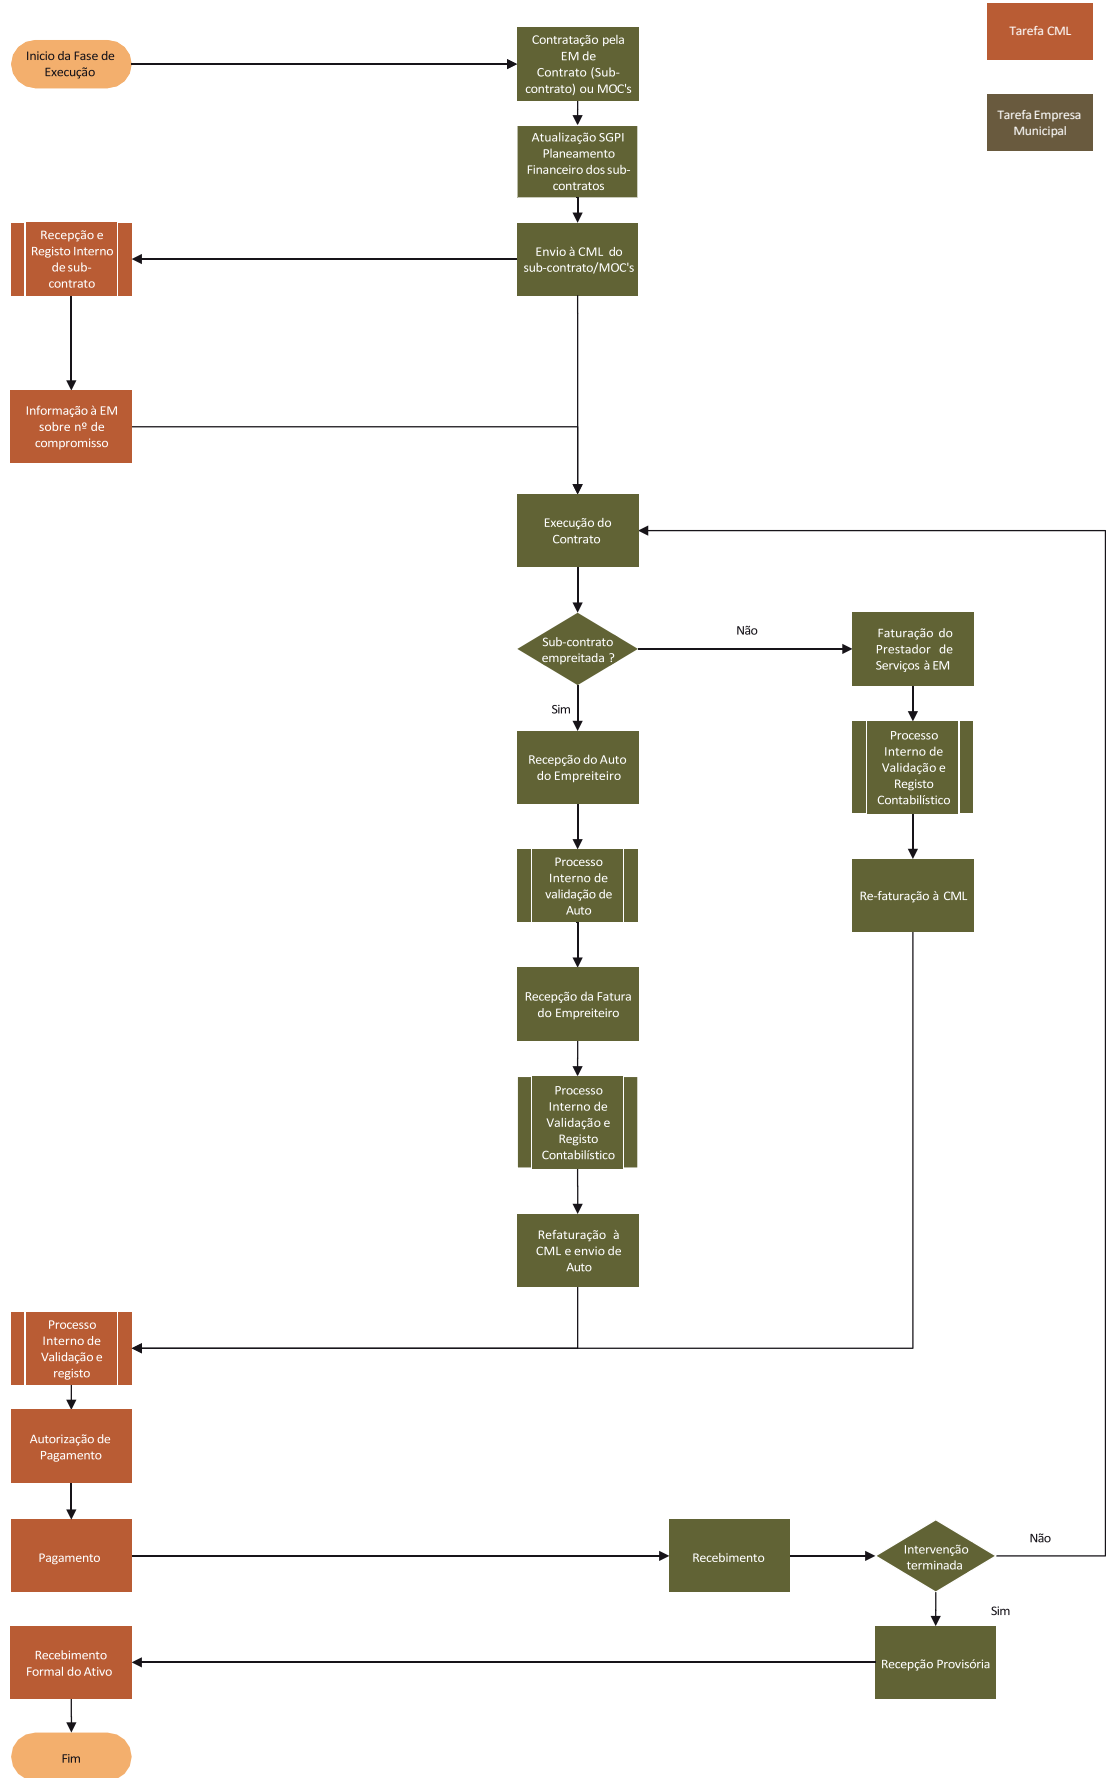 Inicio da Fase de
Execução
Contratação pela
EM de
Contrato (Sub-
contrato) ou MOC's
Tarefa CML
Tarefa Empresa
Municipal
Atualização SGPI
Planeamento
Financeiro dos sub-
contratos
Recepção e
Registo Interno
de sub-
contrato
Envio à CML do
sub-contrato/MOC's
Informação à EM
sobre nº de
compromisso
Execução do
Contrato
Sub-contrato
empreitada ?
Não
Faturação do
Prestador de
Serviços à EM
Sim
Recepção do Auto
do Empreiteiro
Processo
Interno de
Validação e
Registo
Contabilístico
Processo
Interno de
validação de
Auto
Re-faturação à CML
Recepção da Fatura
do Empreiteiro
Processo
Interno de
Validação e
Registo
Contabilístico
Refaturação à
CML e envio de
Auto
Processo
Interno de
Validação e
registo
Autorização de
Pagamento
Pagamento
Recebimento
Intervenção
terminada
Não
Sim
Recebimento
Formal do Ativo
Recepção Provisória
Fim